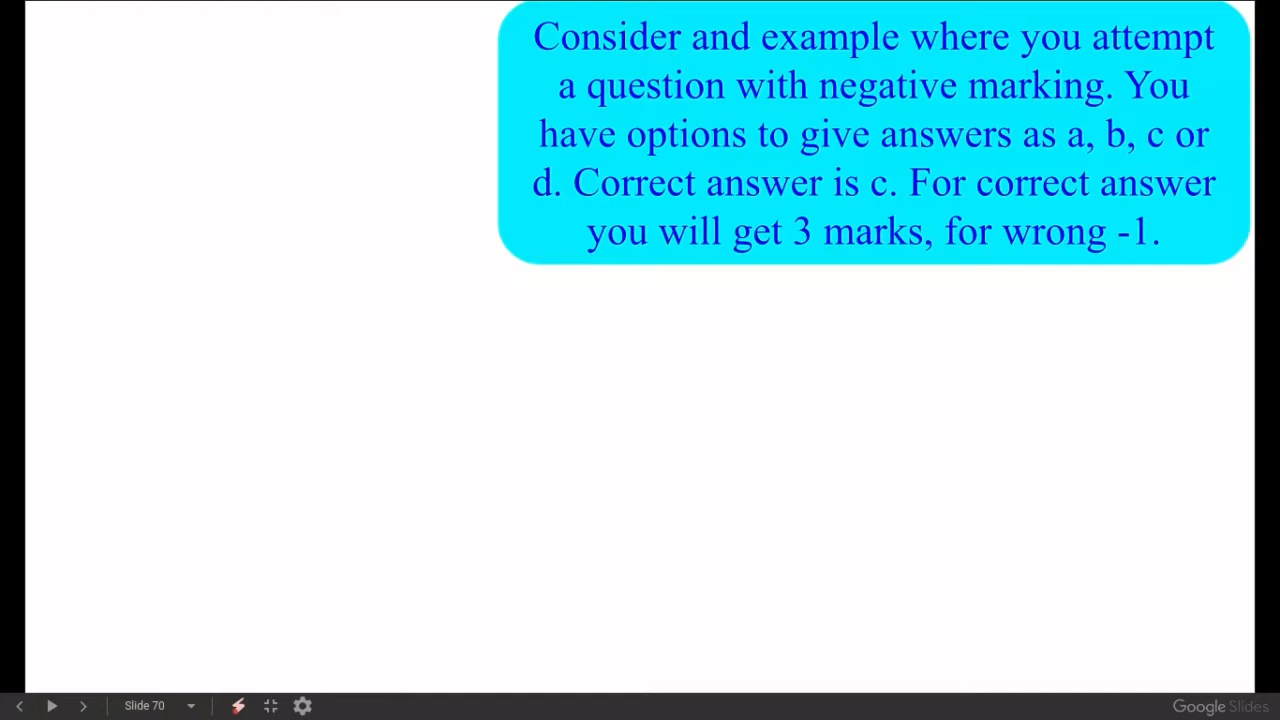 Consider and example where you attempt
a question with negative marking. You
have options to give answers as a, b, c or
d. Correct answer is c. For correct answer
you will get 3 marks, for wrong -1.
Slide 70
Google Slides